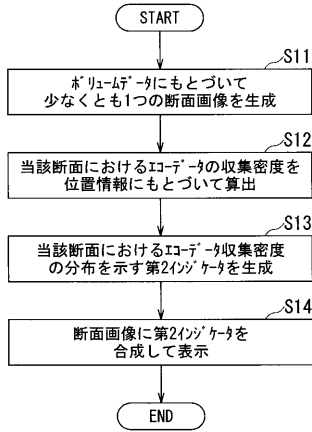 START
S11
ﾎﾞﾘｭｰﾑﾃﾞｰﾀにもとづいて
少なくとも1つの断面画像を生成
S12
当該断面におけるｴｺｰﾃﾞｰﾀの収集密度を
位置情報にもとづいて算出
S13
当該断面におけるｴｺｰﾃﾞｰﾀ収集密度
の分布を示す第2ｲﾝｼﾞｹｰﾀを生成
S14
断面画像に第2ｲﾝｼﾞｹｰﾀを
合成して表示
END